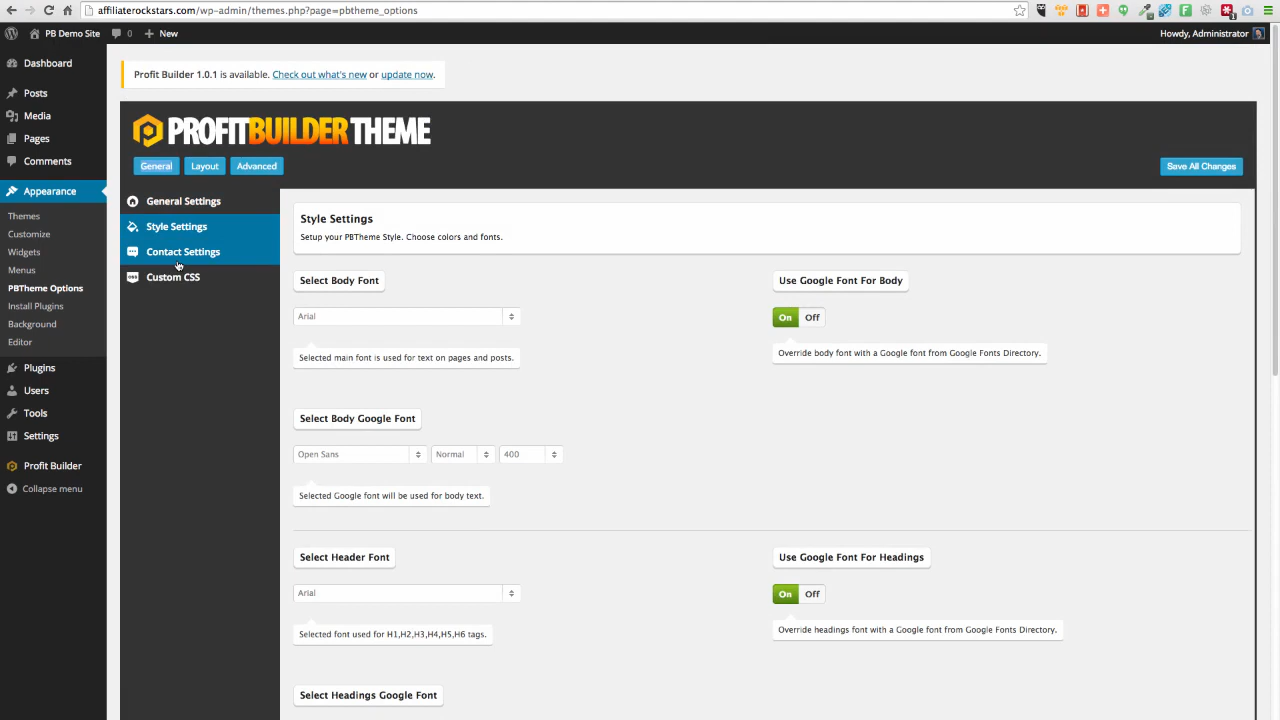 affiliaterockstars.com/wp-admin/themes.php?page=pbtheme_options
PB Demo Site 0 New Howdy, Administrator
Dashboard
Posts
Media
Pages
Comments
Appearance
Themes
Customize
Widgets
Menus
PBTheme Options
Install Plugins
Background
Editor
Plugins
Users
Tools
Settings
Profit Builder
Collapse menu
Profit Builder 1.0.1 is available. Check out what's new or update now.
PROFITBUILDER THEME
General Layout Advanced Save All Changes
General Settings
Style Settings
Contact Settings
Custom CSS
Style Settings
Setup your PBTheme Style. Choose colors and fonts.
Select Body Font
Arial
Selected main font is used for text on pages and posts.
Use Google Font For Body
On Off
Override body font with a Google font from Google Fonts Directory.
Select Body Google Font
Open Sans Normal 400
Selected Google font will be used for body text.
Select Header Font
Arial
Selected font used for H1,H2,H3,H4,H5,H6 tags.
Use Google Font For Headings
On Off
Override headings font with a Google font from Google Fonts Directory.
Select Headings Google Font